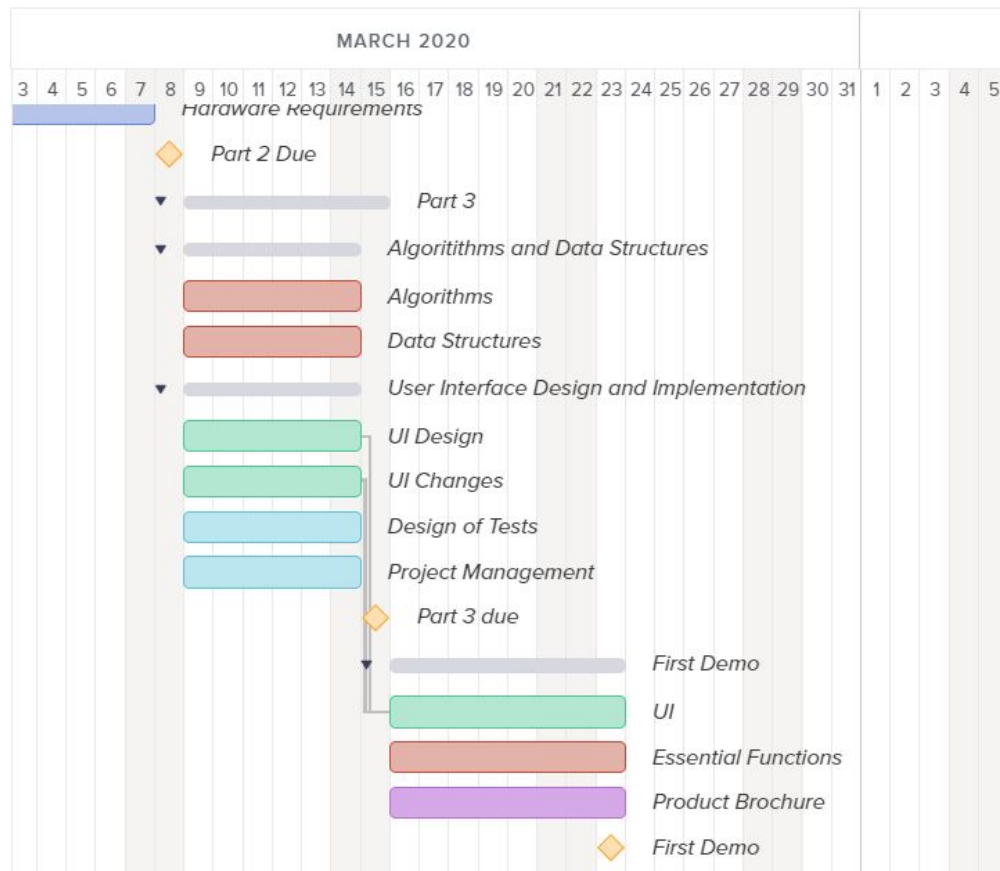 MARCH 2020
3 4 5 6 7 8 9 10 11 12 13 14 15 16 17 18 19 20 21 22 23 24 25 26 27 28 29 30 31 1 2 3 4 5
Hardware Requirements
Part 2 Due
Part 3
Algoritithms and Data Structures
Algorithms
Data Structures
User Interface Design and Implementation
UI Design
UI Changes
Design of Tests
Project Management
Part 3 due
First Demo
UI
Essential Functions
Product Brochure
First Demo